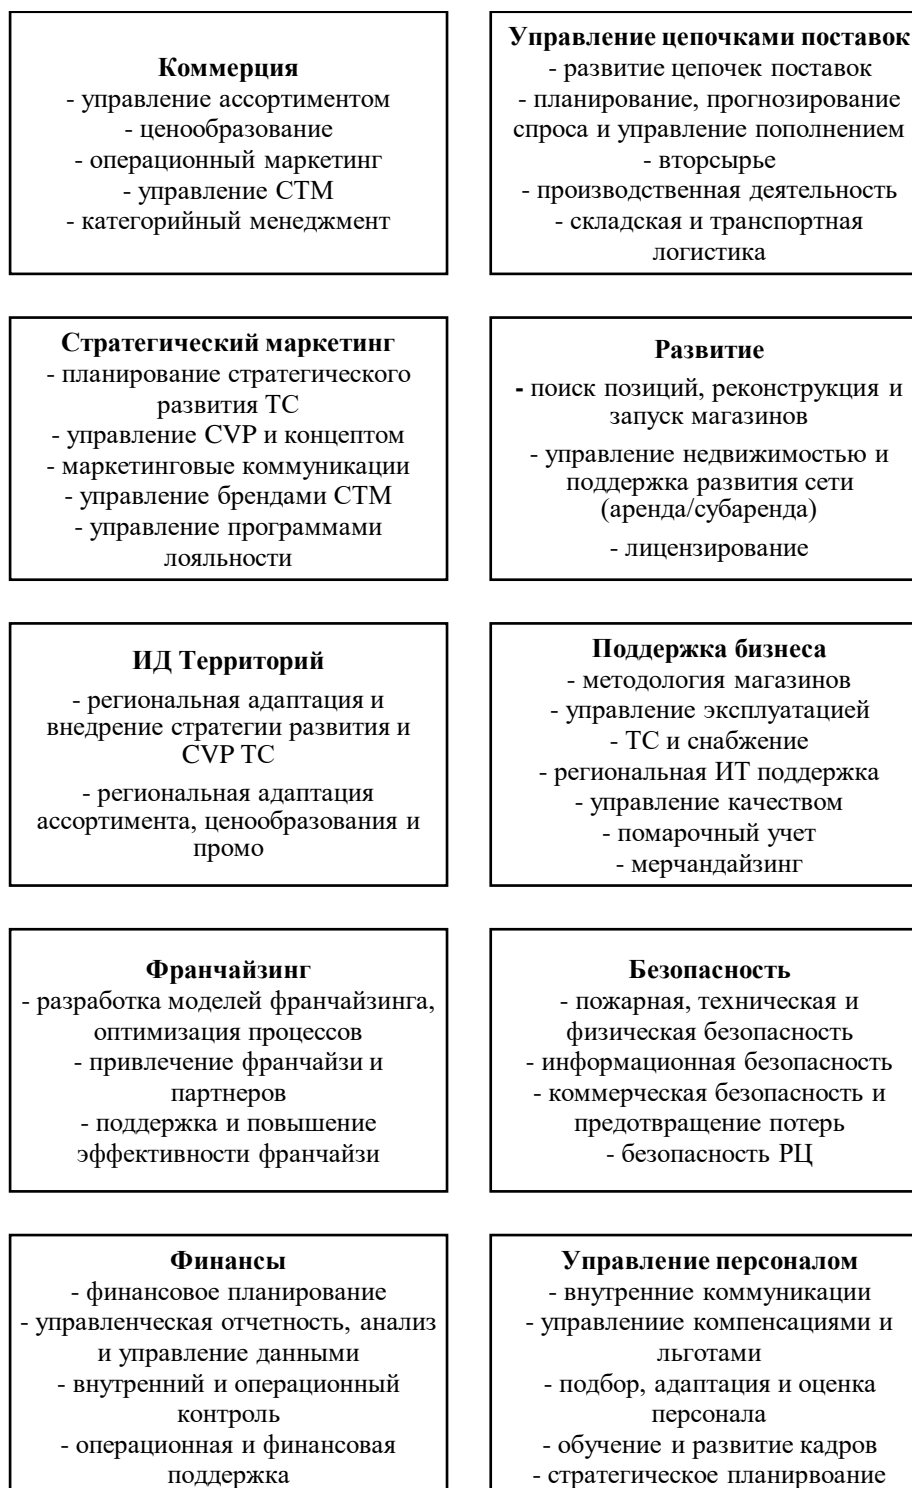 Коммерция
- управление ассортиментом
- ценообразование
- операционный маркетинг
- управление СТМ
- категорийный менеджмент
Управление цепочками поставок
- развитие цепочек поставок
- планирование, прогнозирование
спроса и управление пополнением
- вторсырье
- производственная деятельность
- складская и транспортная
логистика
Стратегический маркетинг
- планирование стратегического
развития ТС
- управление CVP и концептом
- маркетинговые коммуникации
- управление брендами СТМ
- управление программами
лояльности
Развитие
- поиск позиций, реконструкция и
запуск магазинов
- управление недвижимостью и
поддержка развития сети
(аренда/субаренда)
- лицензирование
ИД Территорий
- региональная адаптация и
внедрение стратегии развития и
CVP ТС
- региональная адаптация
ассортимента, ценообразования и
промо
Поддержка бизнеса
- методология магазинов
- управление эксплуатацией
- ТС и снабжение
- региональная ИТ поддержка
- управление качеством
- помарочный учет
- мерчандайзинг
Франчайзинг
- разработка моделей франчайзинга,
оптимизация процессов
- привлечение франчайзи и
партнеров
- поддержка и повышение
эффективности франчайзи
Безопасность
- пожарная, техническая и
физическая безопасность
- информационная безопасность
- коммерческая безопасность и
предотвращение потерь
- безопасность РЦ
Финансы
- финансовое планирование
- управленческая отчетность, анализ
и управление данными
- внутренний и операционный
контроль
- операционная и финансовая
поддержка
Управление персоналом
- внутренние коммуникации
- управлениие компенсациями и
льготами
- подбор, адаптация и оценка
персонала
- обучение и развитие кадров
- стратегическое планирвоание